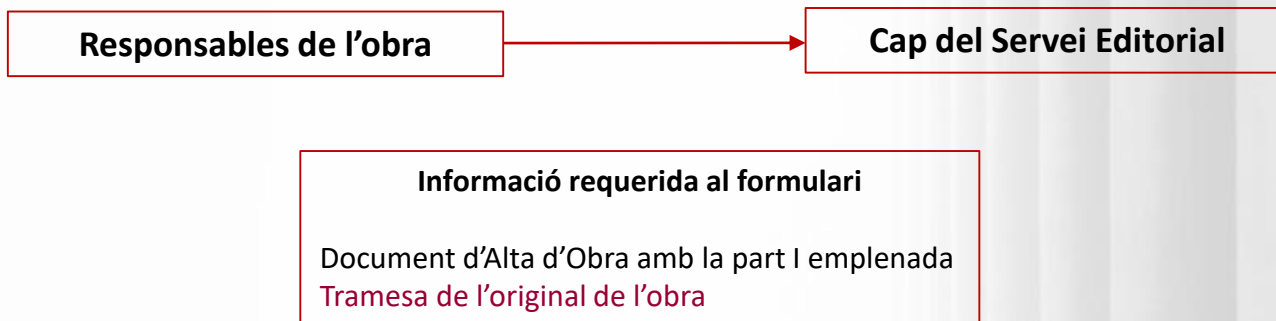 Responsables de l’obra
Cap del Servei Editorial
Informació requerida al formulari
Document d’Alta d’Obra amb la part I emplenada
Tramesa de l’original de l’obra